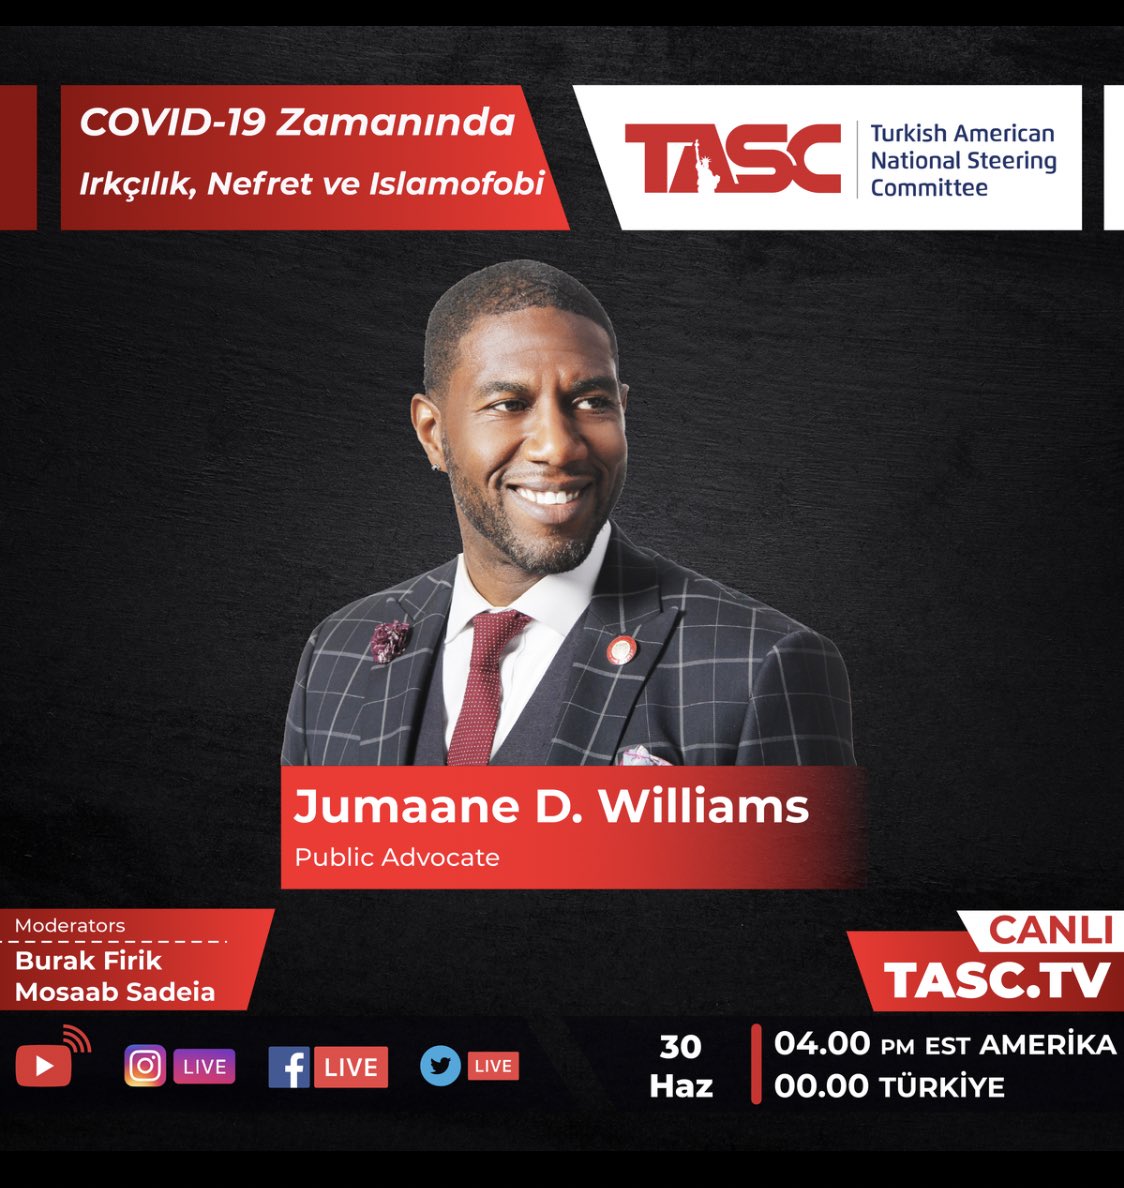 COVID-19 Zamanında
Irkçılık, Nefret ve Islamofobi
TASC
Turkish American
National Steering
Committee
Jumaane D. Williams
Public Advocate
Moderators
Burak Firik
Mosaab Sadeia
CANLI
TASC.TV
LIVE
LIVE
LIVE
30
Haz
04.00 PM EST AMERİKA
00.00 TÜRKİYE